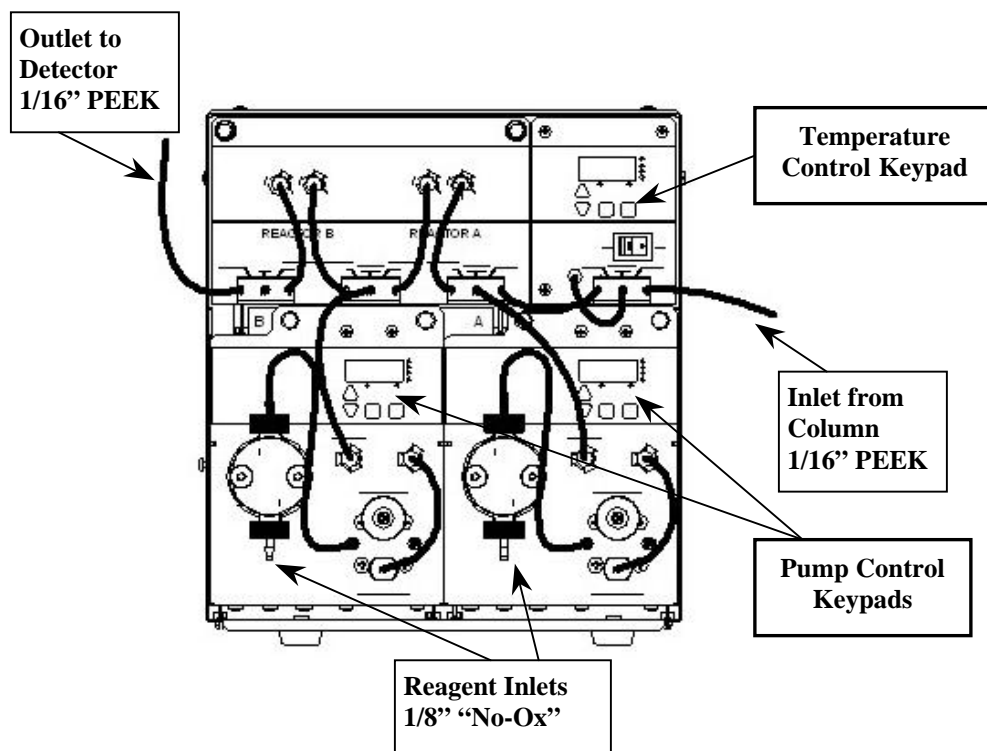 Outlet to
Detector
1/16” PEEK
Temperature
Control Keypad
REACTOR B
REACTOR A
B
A
Inlet from
Column
1/16” PEEK
Pump Control
Keypads
Reagent Inlets
1/8” “No-Ox”